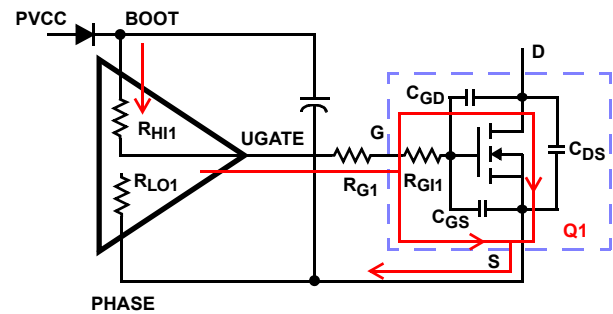 PVCC
BOOT
D
CGD
RHI1
UGATE
G
CDS
RLO1
RG1
RGI1
CGS
Q1
S
PHASE